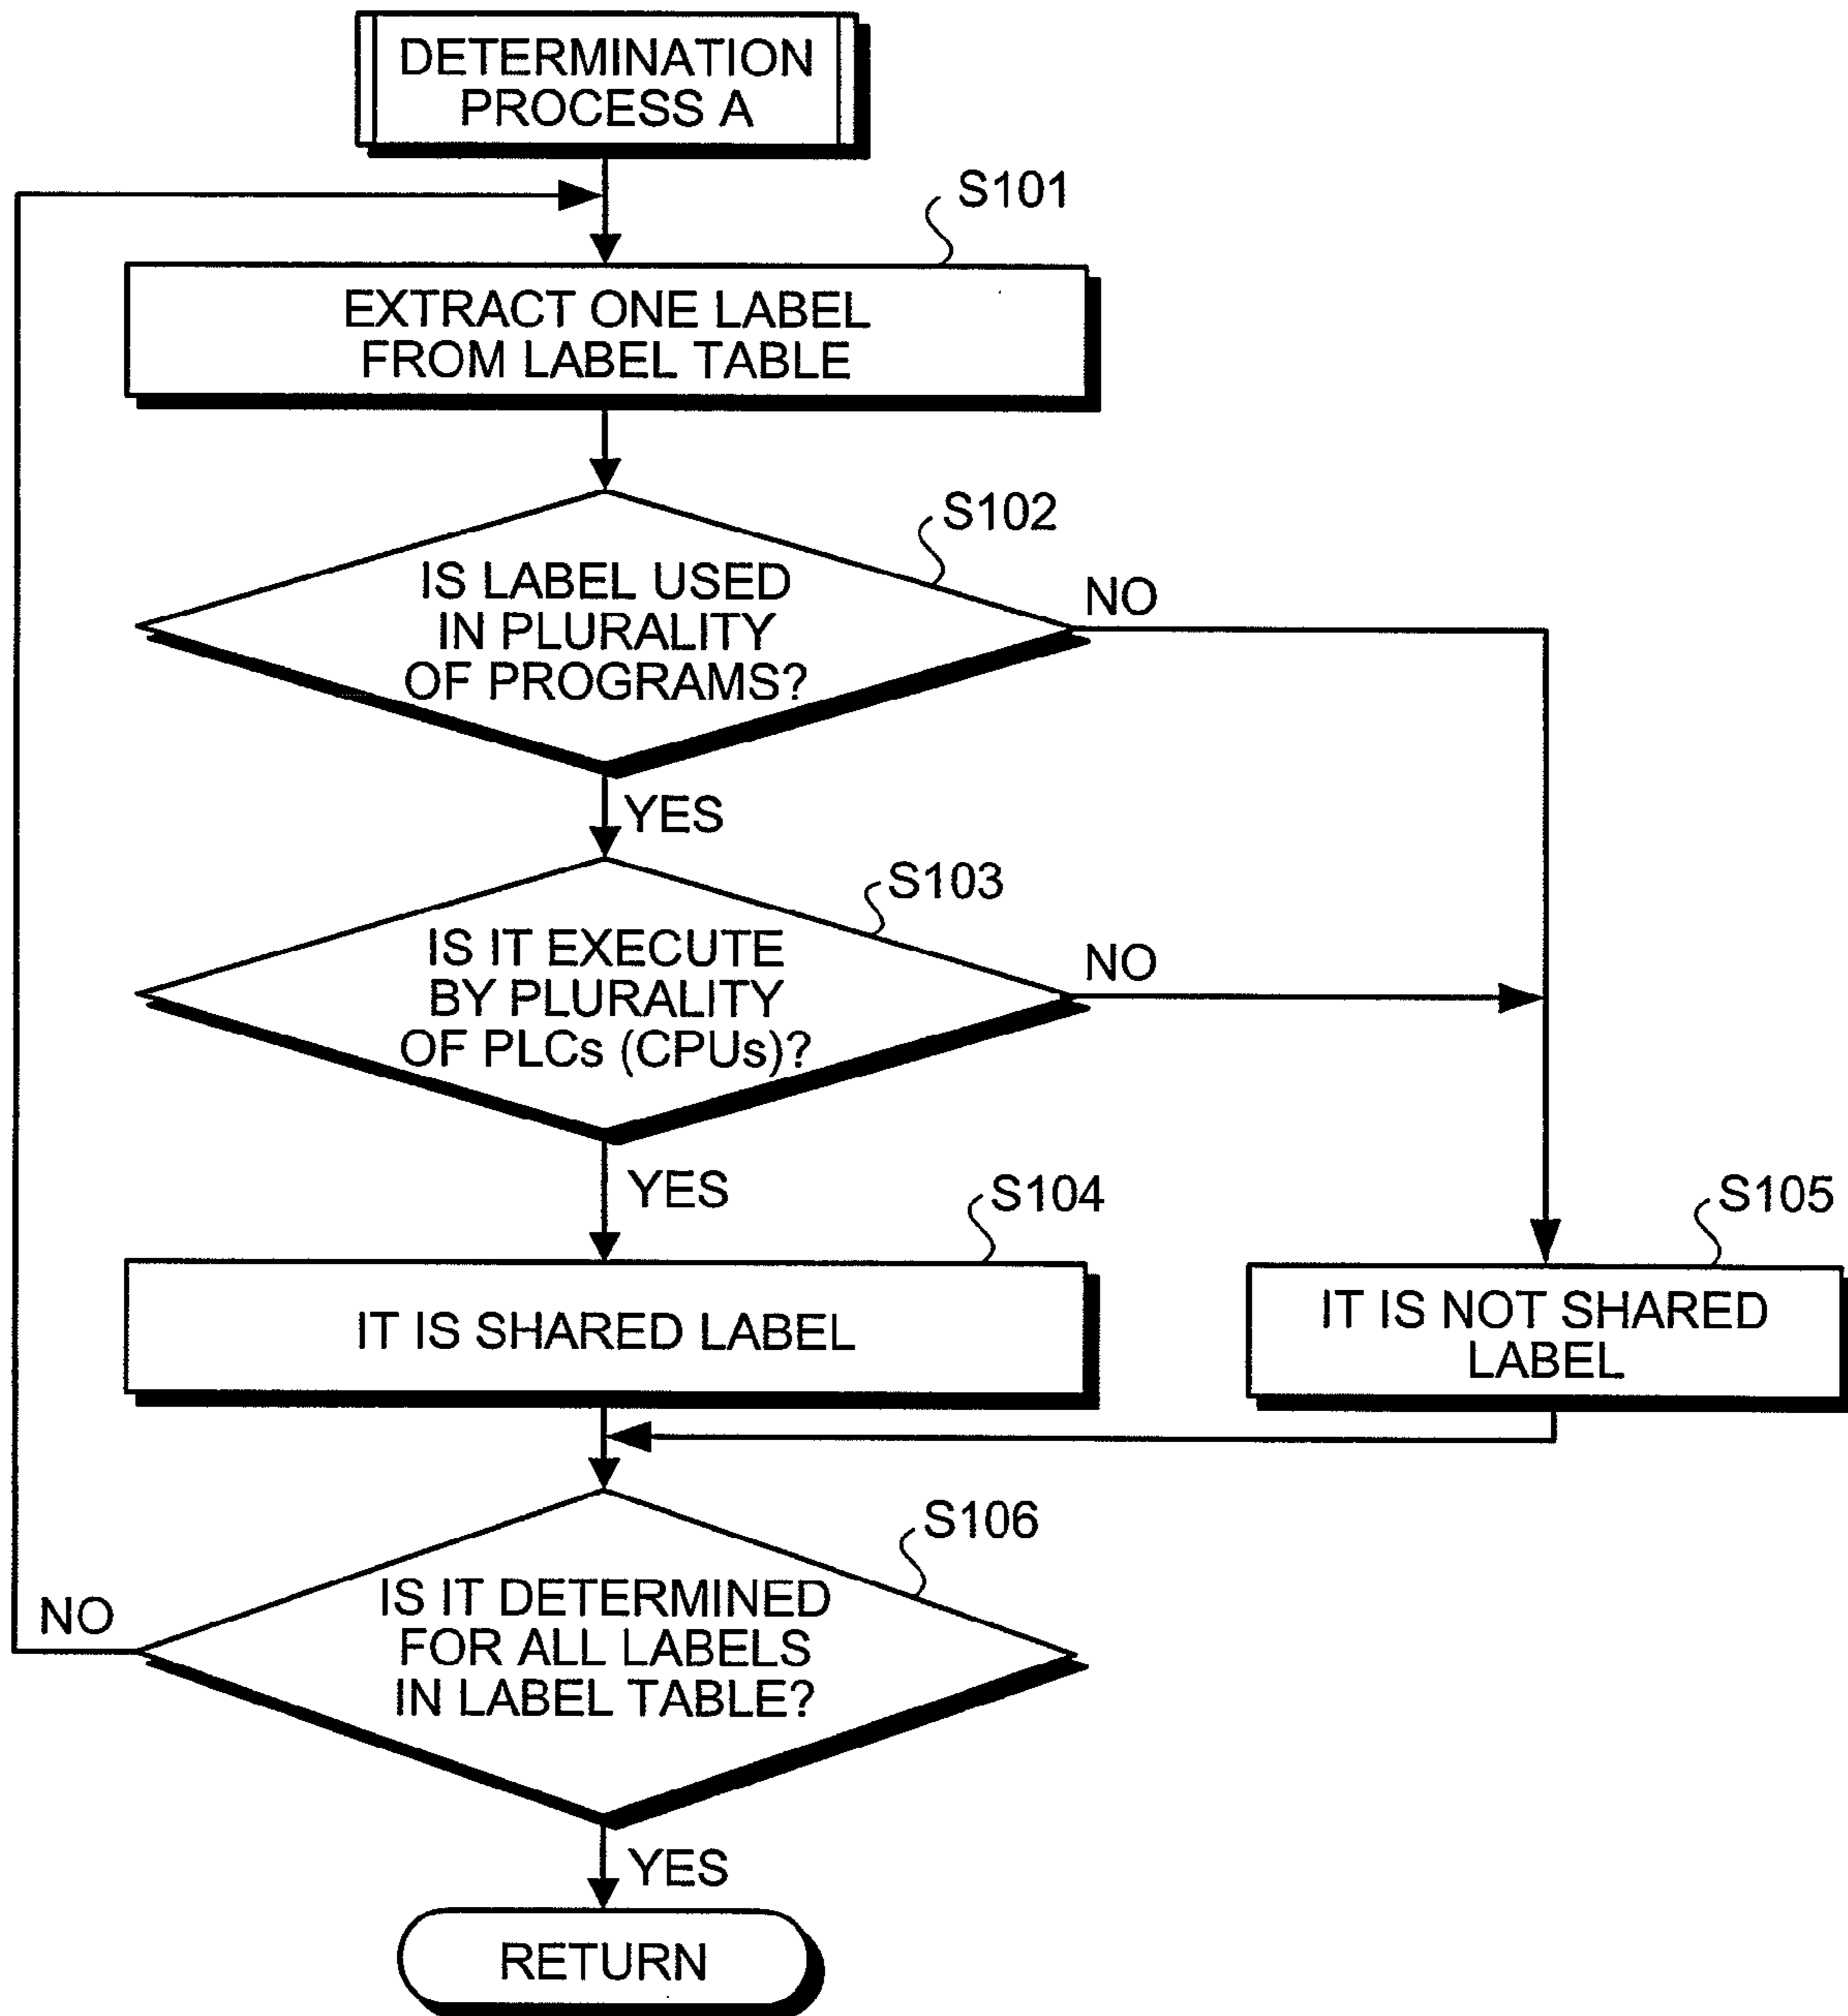 DETERMINATION
PROCESS A
S101
EXTRACT ONE LABEL
FROM LABEL TABLE
S102
IS LABEL USED
IN PLURALITY
OF PROGRAMS?
NO
YES
S103
IS IT EXECUTE
BY PLURALITY
OF PLCs (CPUs)?
NO
YES
S104
IT IS SHARED LABEL
S105
IT IS NOT SHARED
LABEL
S106
IS IT DETERMINED
FOR ALL LABELS
IN LABEL TABLE?
NO
YES
RETURN